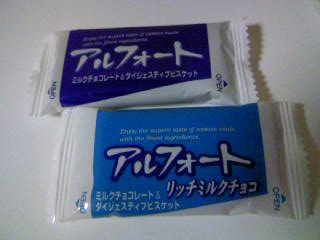 Enjoy the superb taste of cookies made
with the finest ingredients.
アルフォート
ミルクチョコレート&ダイジェスティブビスケット
OPEN
Enjoy the superb taste of cookies made
with the finest ingredients.
アルフォート
リッチミルクチョコ
ミルクチョコレート&
ダイジェスティブビスケット
OPEN